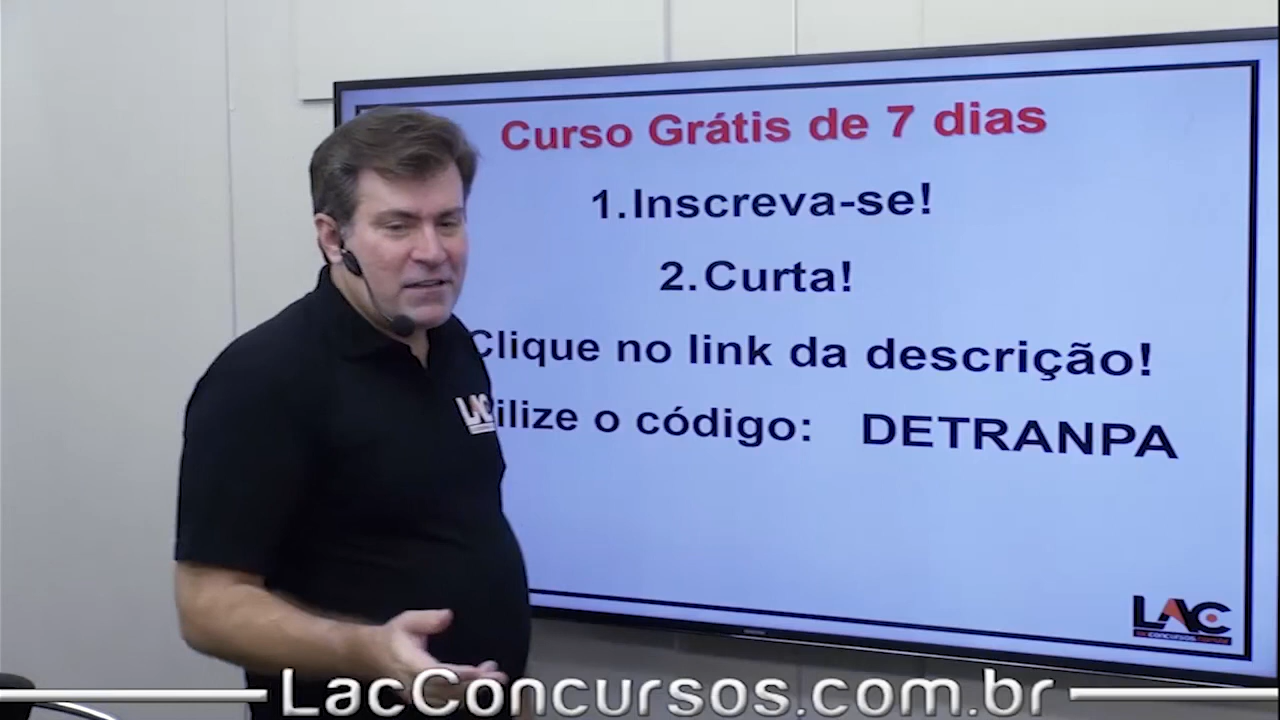 Curso Grátis de 7 dias
1.Inscreva-se!
2.Curta!
Clique no link da descrição!
o código: DETRANPA
LAC
LAC
LacConcursos.com.br